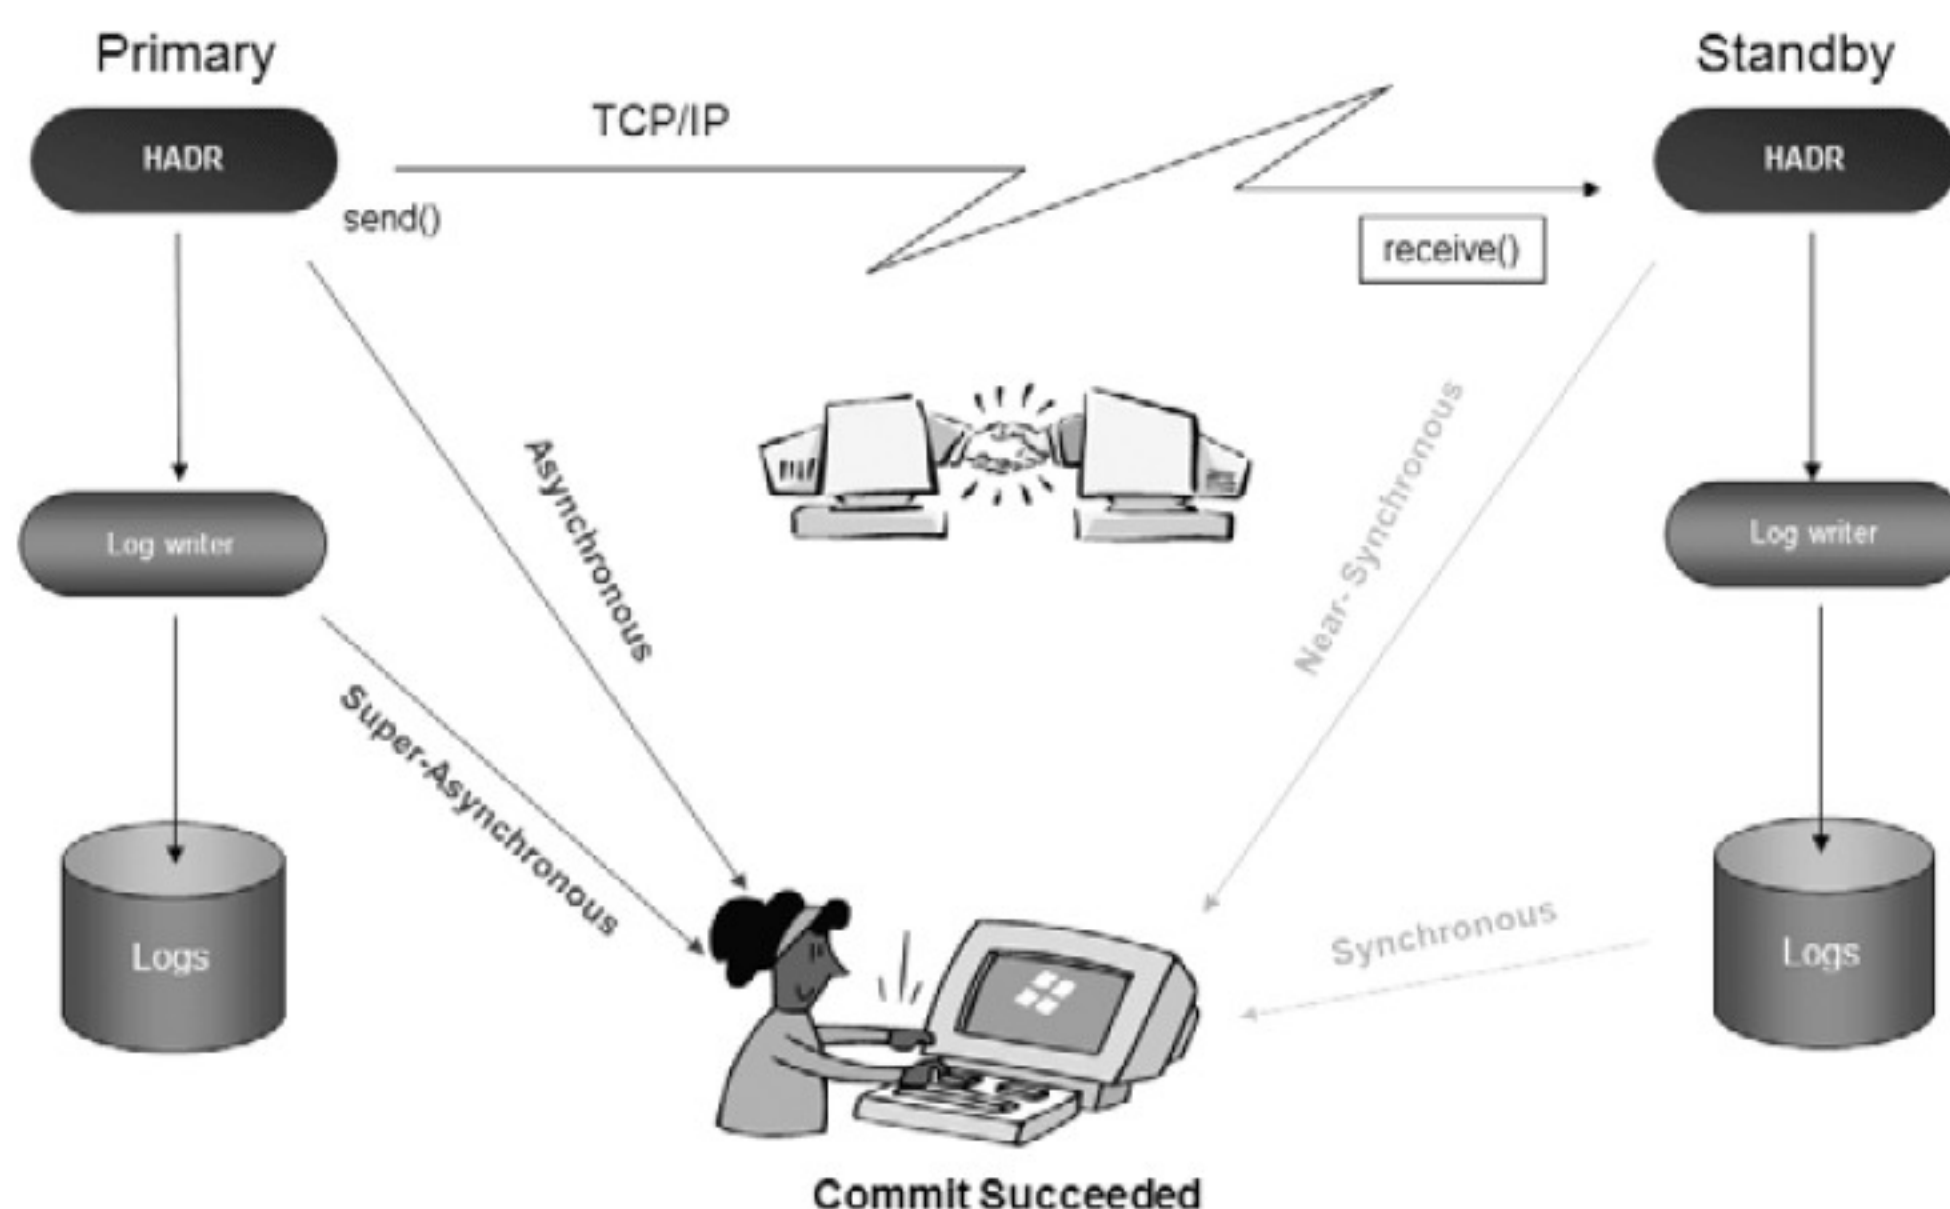 Primary
Standby
TCP/IP
HADR
HADR
send()
receive()
Asynchronous
Near- Synchronous
Log writer
Log writer
Super-Asynchronous
Synchronous
Logs
Logs
Commit Succeeded